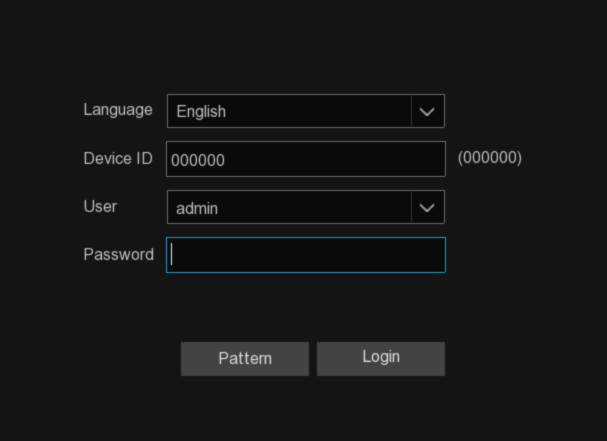 Language English
Device ID 000000 (000000)
User admin
Password
Pattern Login